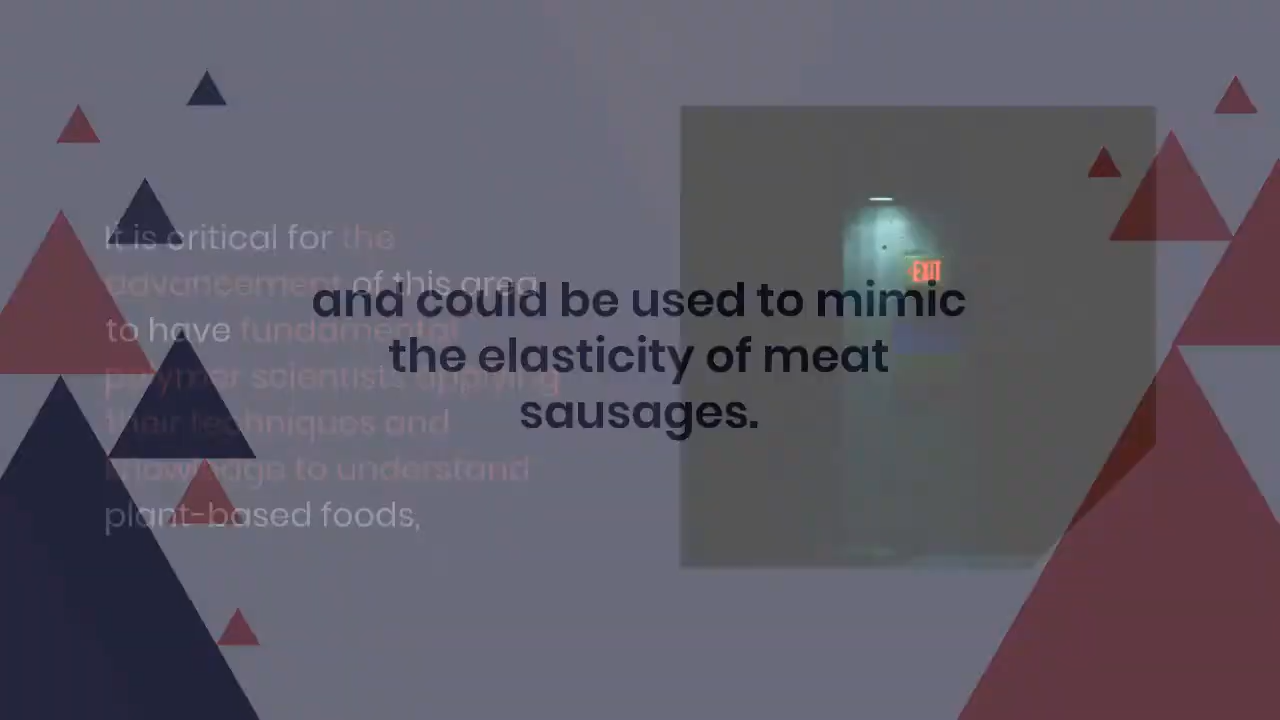 It is critical for the
advancement of this area
to have fundamental
polymer scientists applying
their techniques and
knowledge to understand
plant-based foods,
and could be used to mimic
the elasticity of meat
sausages.
EXIT